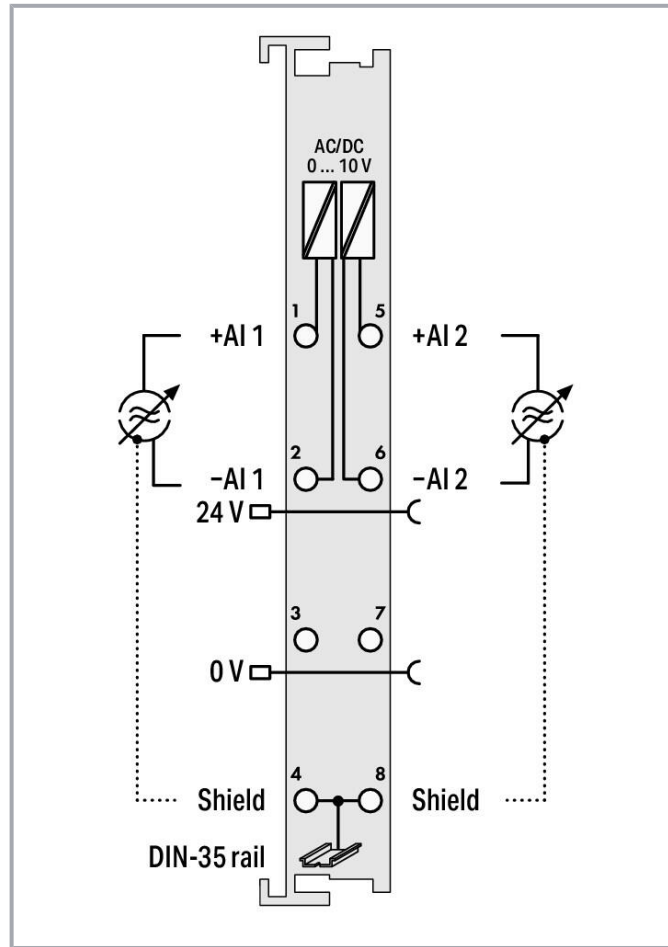 AC/DC
0 ... 10 V
1 5
+AI 1 +AI 2
2 6
–AI 1 –AI 2
24 V
3 7
0 V
4 8
Shield Shield
DIN-35 rail